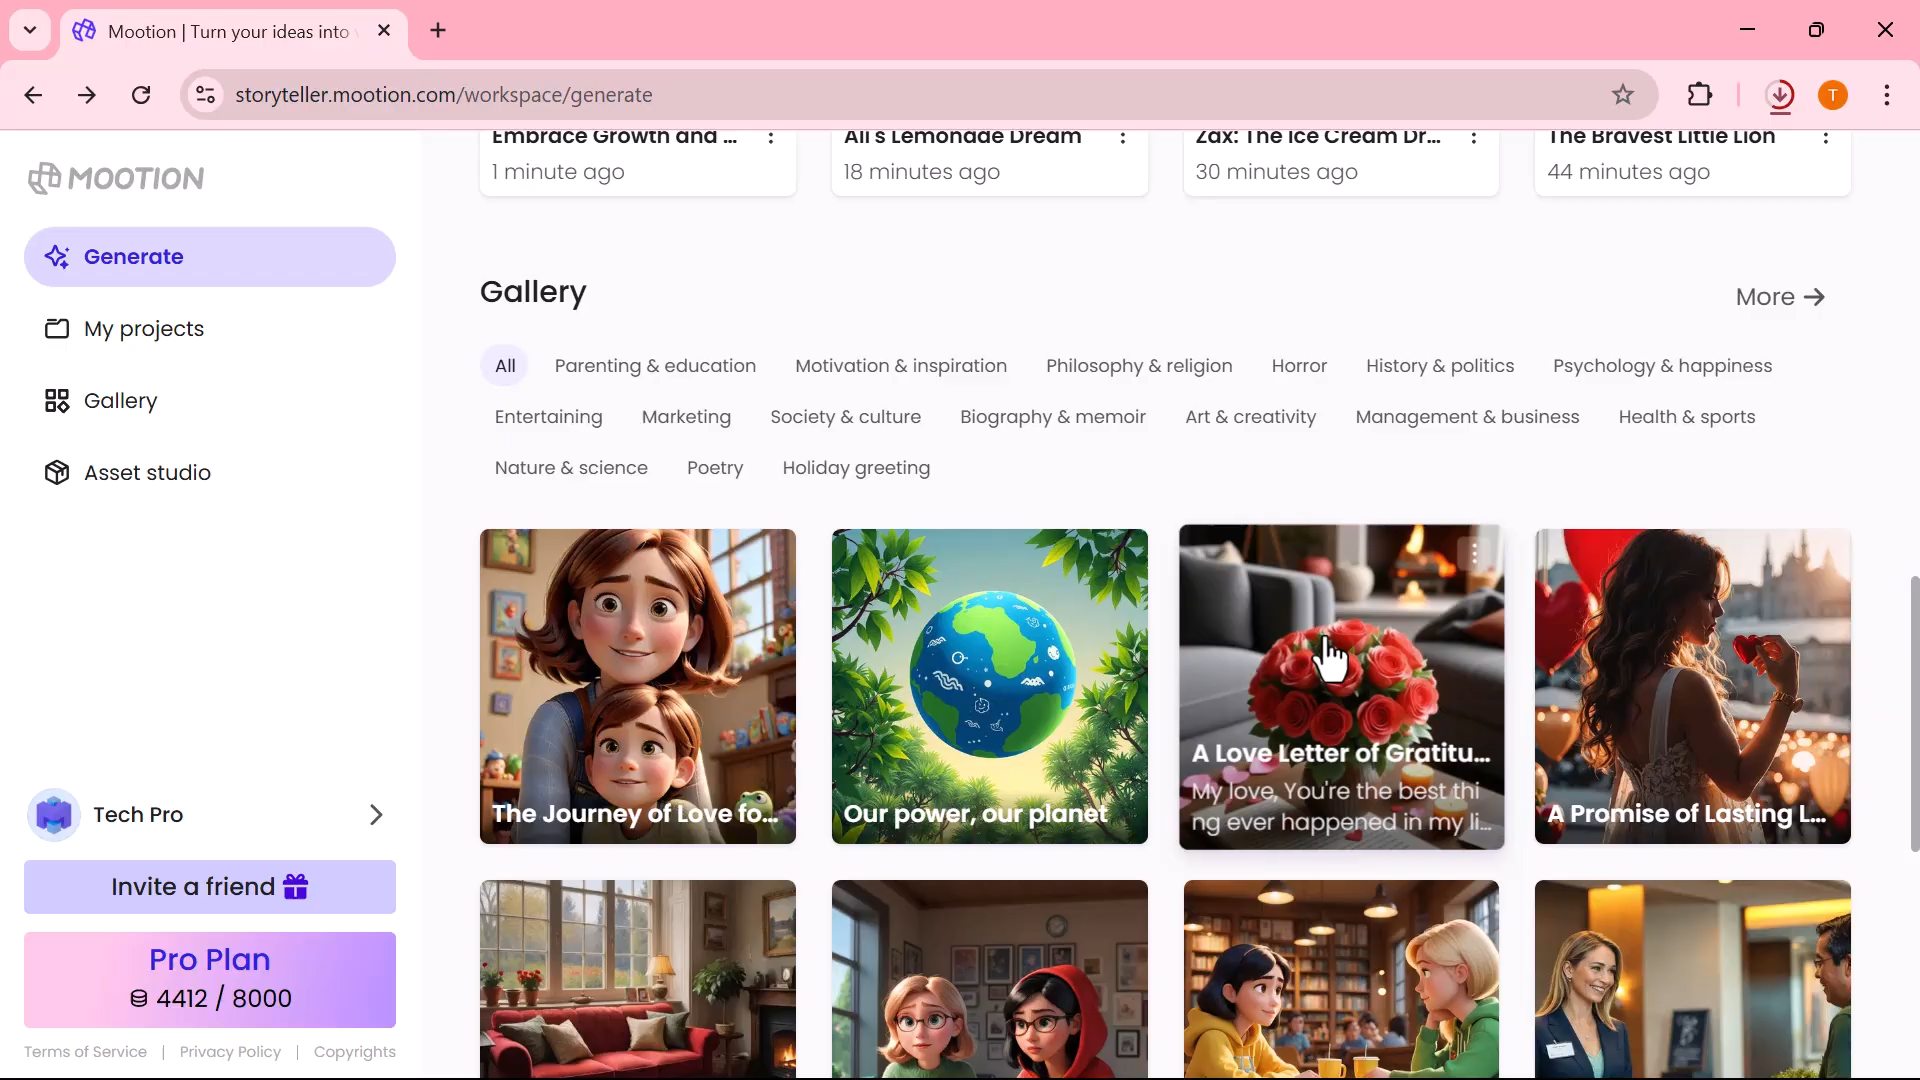 Mootion | Turn your ideas into
storyteller.mootion.com/workspace/generate
T
MOOTION
Generate
My projects
Gallery
Asset studio
Tech Pro
Invite a friend
Pro Plan
4412 / 8000
Terms of Service | Privacy Policy | Copyrights
Embrace Growth and ...
1 minute ago
Ali's Lemonade Dream
18 minutes ago
Zax: The Ice Cream Dr...
30 minutes ago
The Bravest Little Lion
44 minutes ago
Gallery
More
All Parenting & education Motivation & inspiration Philosophy & religion Horror History & politics Psychology & happiness
Entertaining Marketing Society & culture Biography & memoir Art & creativity Management & business Health & sports
Nature & science Poetry Holiday greeting
The Journey of Love fo...
Our power, our planet
A Love Letter of Gratitu...
My love, You're the best thi
ng ever happened in my li...
A Promise of Lasting L...